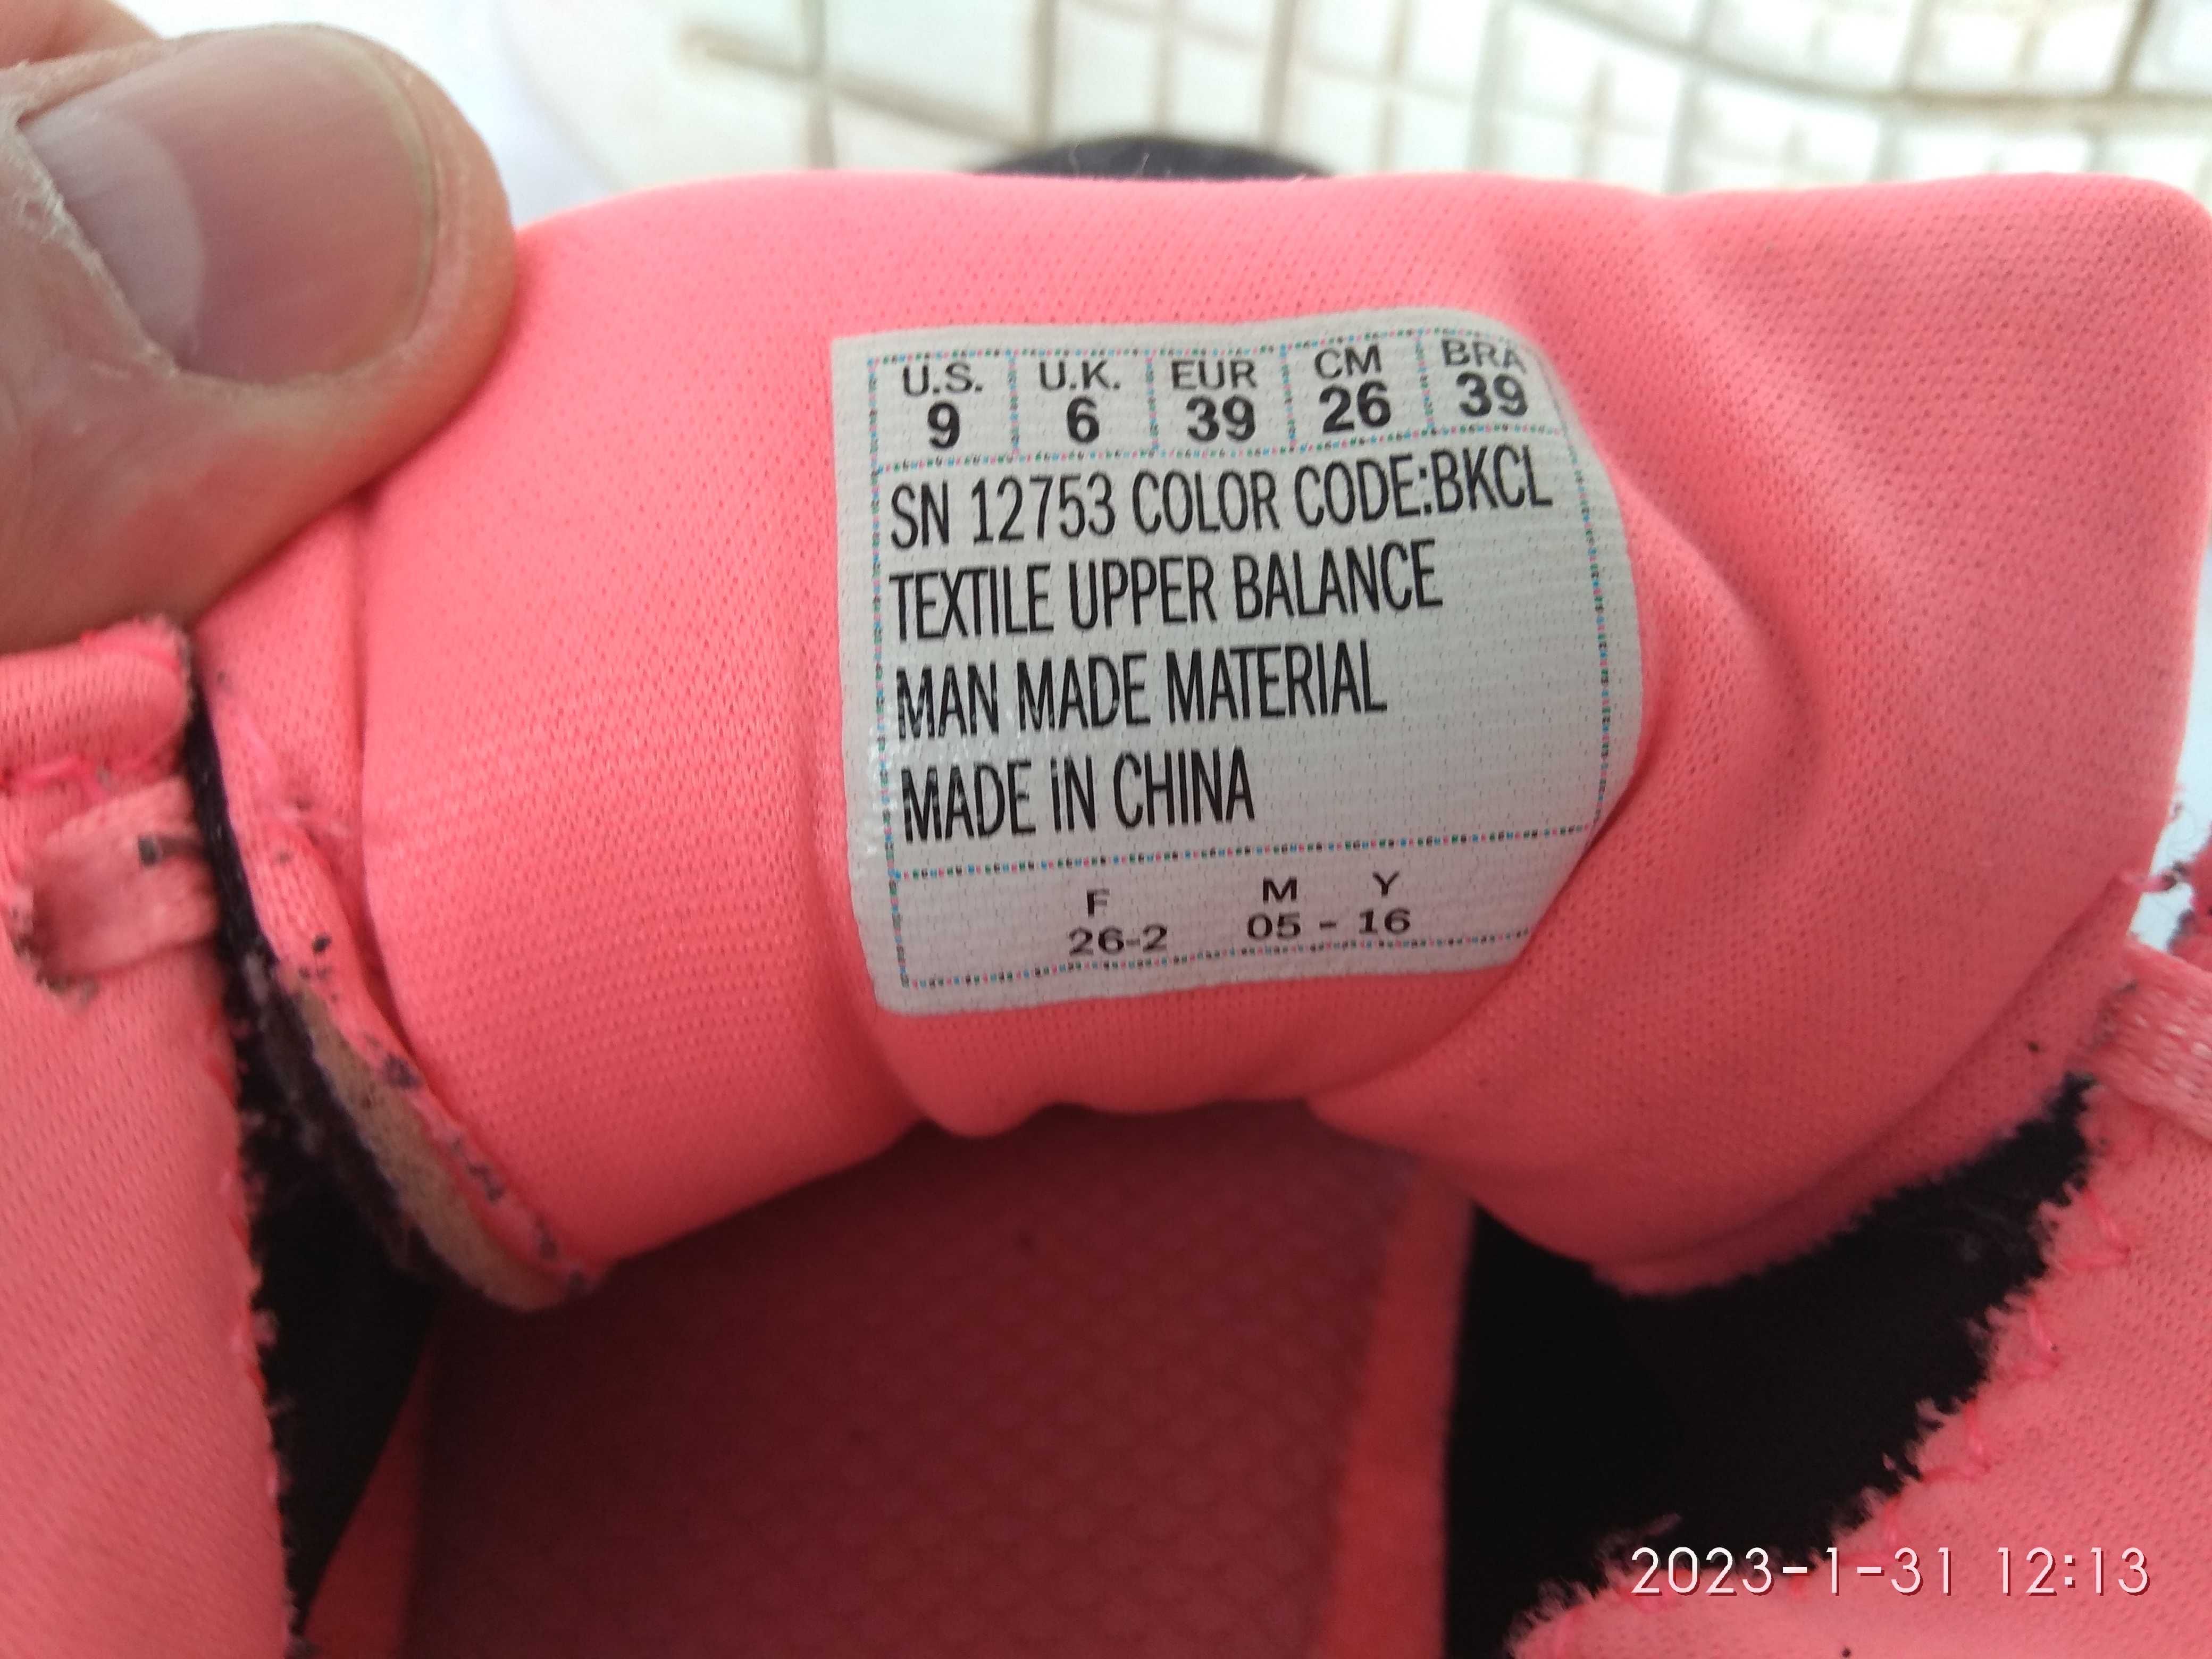 U.S. U.K. EUR CM BRA
9 6 39 26 39
SN 12753 COLOR CODE:BKCL
TEXTILE UPPER BALANCE
MAN MADE MATERIAL
MADE iN CHINA
F M Y
26-2 05 - 16
2023-1-31 12:13